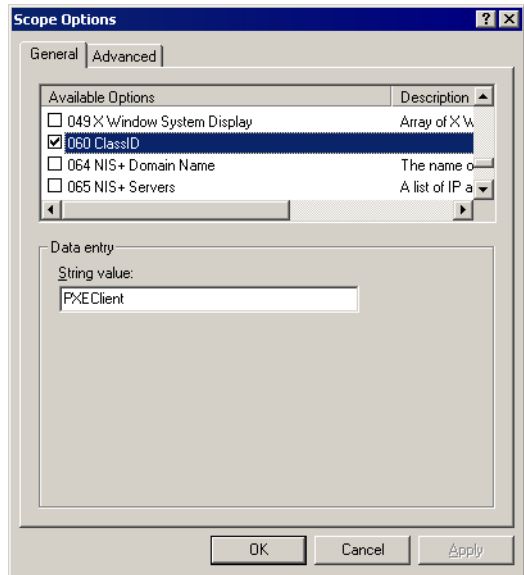 Scope Options
General Advanced
Available Options Description
049 X Window System Display Array of X W
060 ClassID
064 NIS+ Domain Name The name o
065 NIS+ Servers A list of IP a
Data entry
String value:
PXEClient
OK Cancel Apply